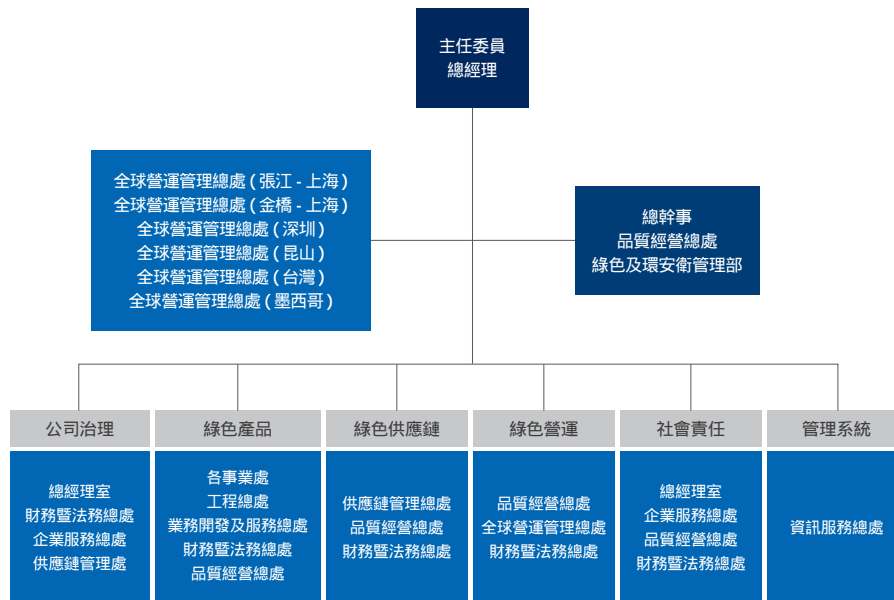 主任委員
總經理
全球營運管理總處 ( 張江 - 上海 )
全球營運管理總處 ( 金橋 - 上海 )
全球營運管理總處 ( 深圳 )
全球營運管理總處 ( 昆山 )
全球營運管理總處 ( 台灣 )
全球營運管理總處 ( 墨西哥 )
總幹事
品質經營總處
綠色及環安衛管理部
公司治理
總經理室
財務暨法務總處
企業服務總處
供應鏈管理處
綠色產品
各事業處
工程總處
業務開發及服務總處
財務暨法務總處
品質經營總處
綠色供應鏈
供應鏈管理總處
品質經營總處
財務暨法務總處
綠色營運
品質經營總處
全球營運管理總處
財務暨法務總處
社會責任
總經理室
企業服務總處
品質經營總處
財務暨法務總處
管理系統
資訊服務總處